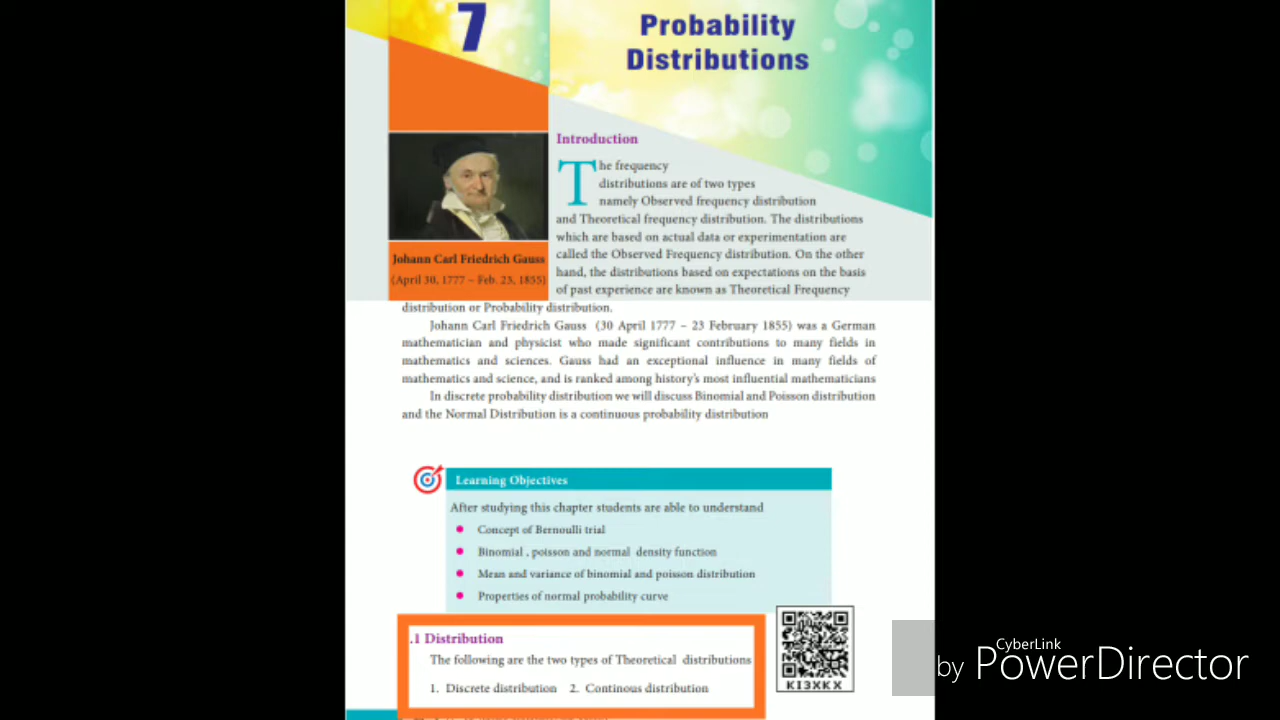 7
Probability
Distributions
Introduction
The frequency
distributions are of two types
namely Observed frequency distribution
and Theoretical frequency distribution. The distributions
which are based on actual data or experimentation are
called the Observed Frequency distribution. On the other
hand, the distributions based on expectations on the basis
of past experience are known as Theoretical Frequency
distribution or Probability distribution.
Johann Carl Friedrich Gauss
(April 30, 1777 – Feb. 23, 1855)
Johann Carl Friedrich Gauss (30 April 1777 – 23 February 1855) was a German
mathematician and physicist who made significant contributions to many fields in
mathematics and sciences. Gauss had an exceptional influence in many fields of
mathematics and science, and is ranked among history's most influential mathematicians
In discrete probability distribution we will discuss Binomial and Poisson distribution
and the Normal Distribution is a continuous probability distribution
Learning Objectives
After studying this chapter students are able to understand
Concept of Bernoulli trial
Binomial , poisson and normal density function
Mean and variance of binomial and poisson distribution
Properties of normal probability curve
.1 Distribution
The following are the two types of Theoretical distributions
1. Discrete distribution 2. Continous distribution
KI3XKX
CyberLink
by PowerDirector